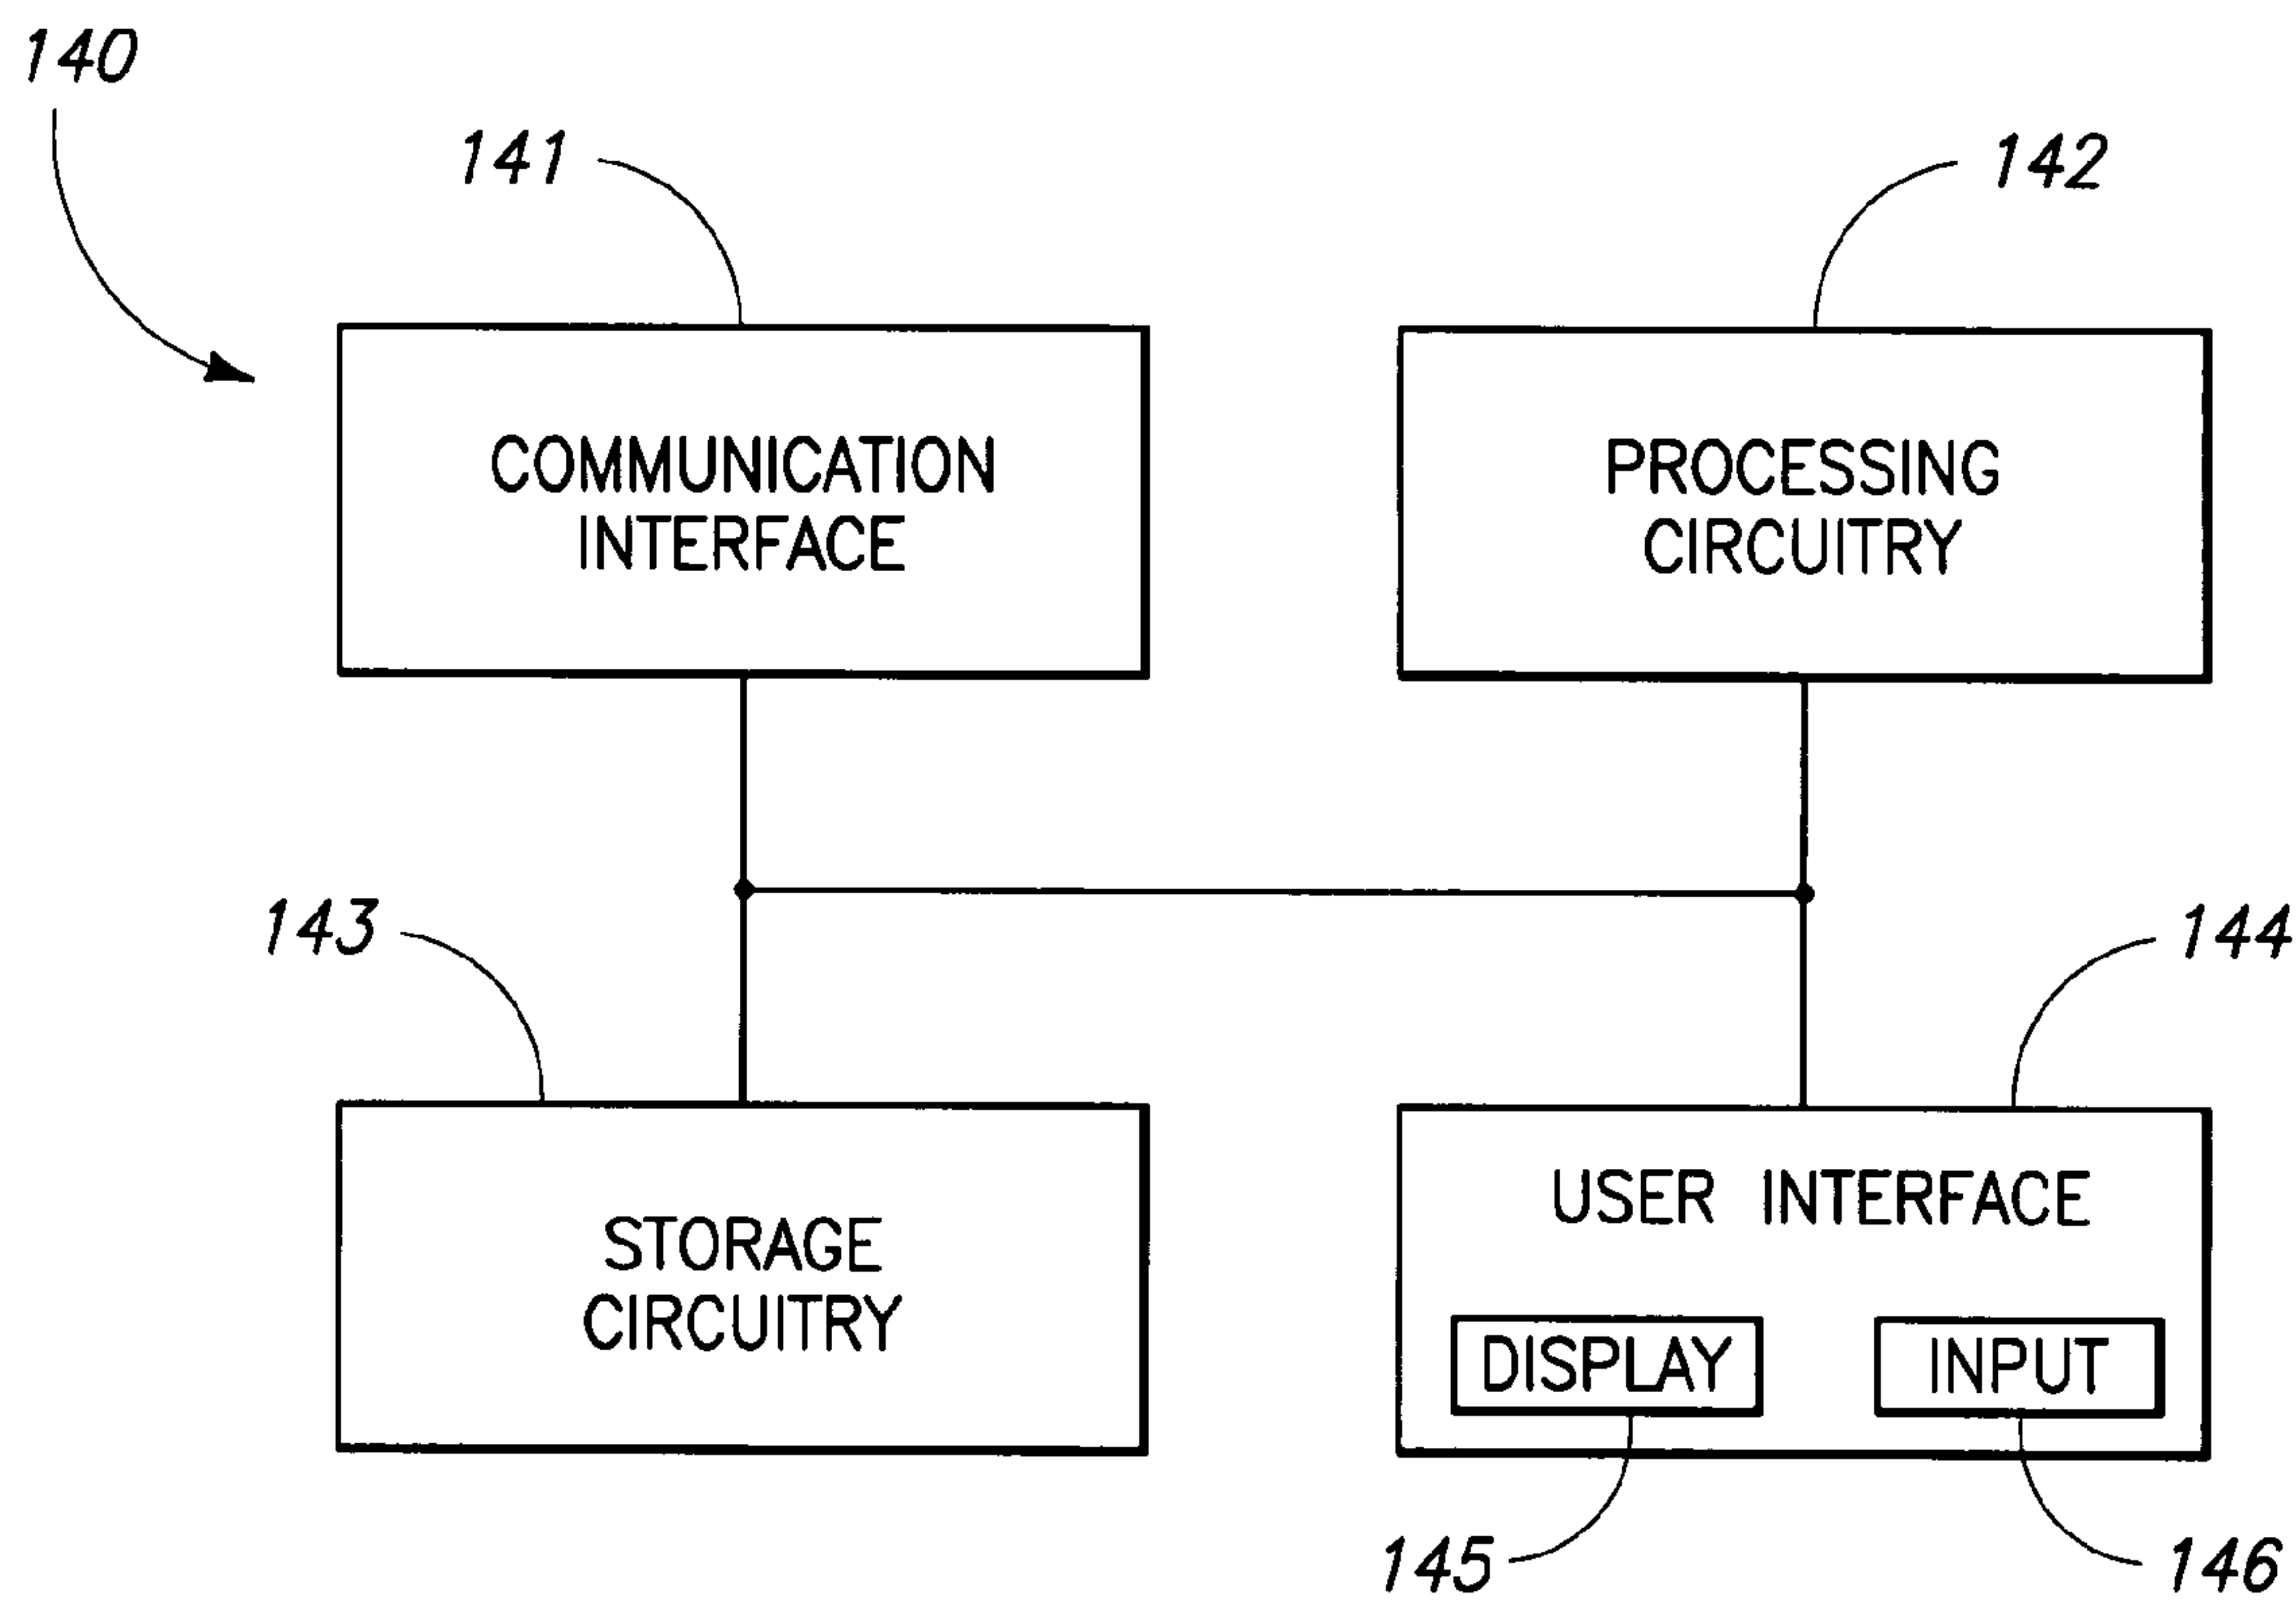 140
141
142
COMMUNICATION
INTERFACE
PROCESSING
CIRCUITRY
143
144
STORAGE
CIRCUITRY
USER INTERFACE
DISPLAY
INPUT
145
146